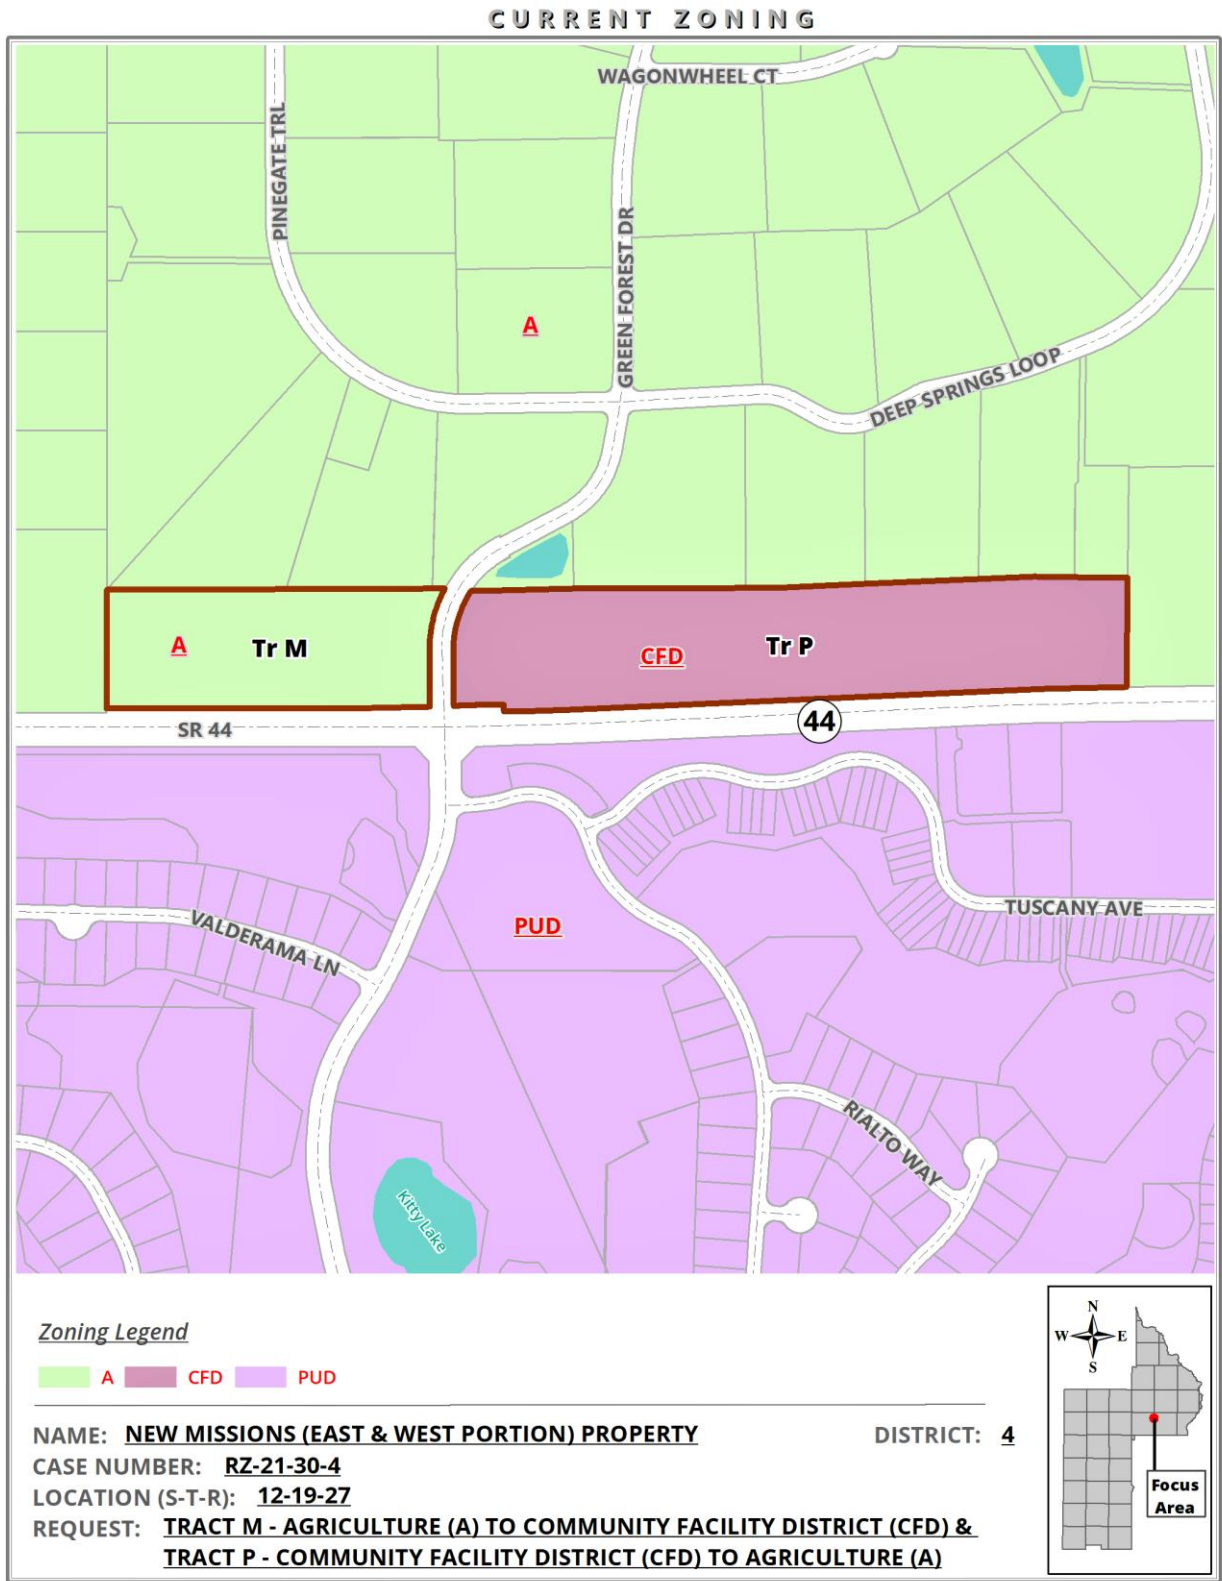 CURRENT ZONING
WAGONWHEEL CT
PINEGATE TRL
GREEN FOREST DR
A
DEEP SPRINGS LOOP
A
Tr M
CFD
Tr P
SR 44
44
VALDERAMA LN
PUD
TUSCANY AVE
RIALTO WAY
Kitty Lake
Zoning Legend
A CFD PUD
N
W E
S
Focus
Area
NAME: NEW MISSIONS (EAST & WEST PORTION) PROPERTY DISTRICT: 4
CASE NUMBER: RZ-21-30-4
LOCATION (S-T-R): 12-19-27
REQUEST: TRACT M - AGRICULTURE (A) TO COMMUNITY FACILITY DISTRICT (CFD) &
TRACT P - COMMUNITY FACILITY DISTRICT (CFD) TO AGRICULTURE (A)